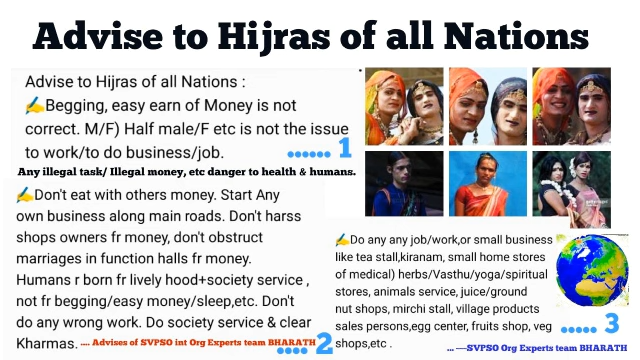 Advise to Hijras of all Nations
Advise to Hijras of all Nations :
✍Begging, easy earn of Money is not
correct. M/F) Half male/F etc is not the issue
to work/to do business/job.
...... 1
Any illegal task/ Illegal money, etc danger to health & humans.
✍Don't eat with others money. Start Any
own business along main roads. Don't harss
shops owners fr money, don't obstruct
marriages in function halls fr money.
Humans r born fr lively hood+society service ,
not fr begging/easy money/sleep,etc. Don't
do any wrong work. Do society service & clear
Kharmas. .... Advises of SVPSO int Org Experts team BHARATH
.... 2
✍Do any any job/work,or small business
like tea stall,kiranam, small home stores
of medical) herbs/Vasthu/yoga/spiritual
stores, animals service, juice/ground
nut shops, mirchi stall, village products
sales persons,egg center, fruits shop, veg
shops,etc .
..... 3
... —SVPSO Org Experts team BHARATH